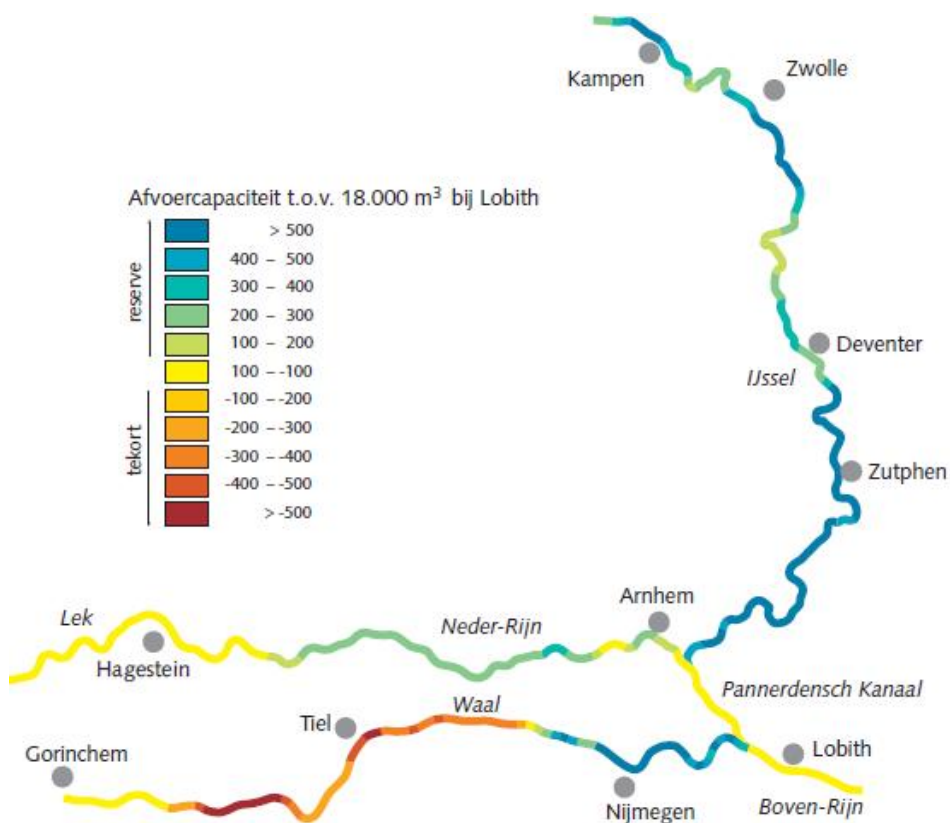 Kampen
Zwolle
Afvoercapaciteit t.o.v. 18.000 m³ bij Lobith
reserve
> 500
400 – 500
300 – 400
200 – 300
100 – 200
100 – -100
tekort
-100 – -200
-200 – -300
-300 – -400
-400 – -500
> -500
Deventer
IJssel
Zutphen
Arnhem
Lek
Neder-Rijn
Hagestein
Pannerdensch Kanaal
Waal
Tiel
Lobith
Gorinchem
Nijmegen
Boven-Rijn